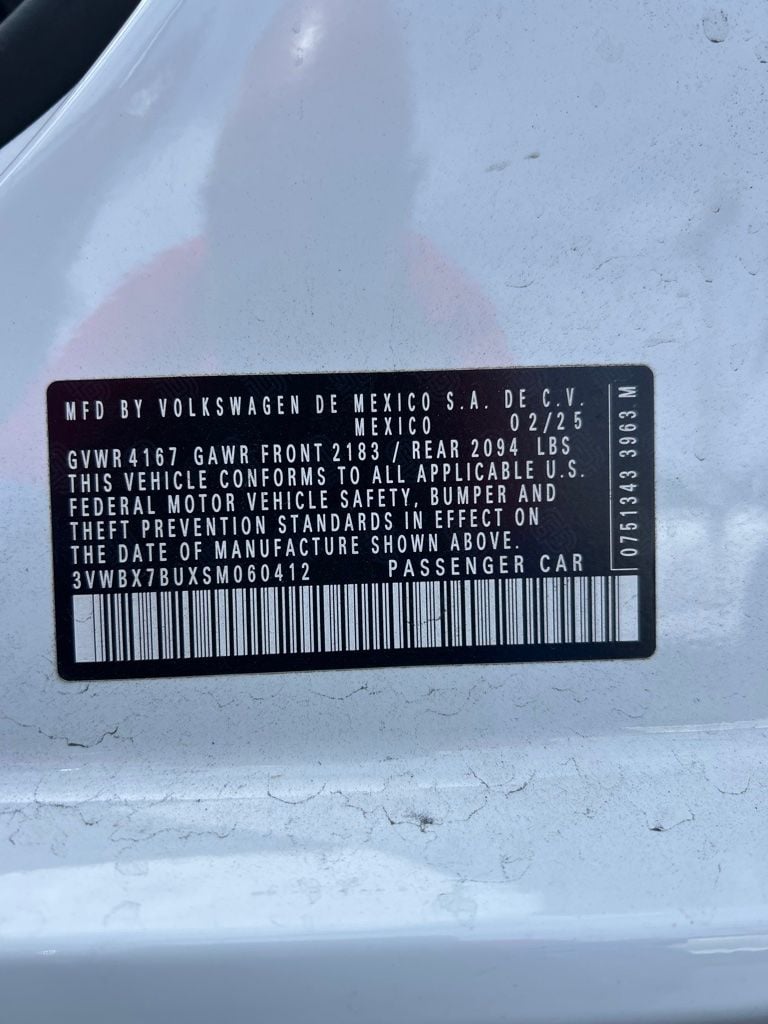 MFD BY VOLKSWAGEN DE MEXICO S.A. DE C.V.
MEXICO 02/25
GVWR 4167 GAWR FRONT 2183 / REAR 2094 LBS
THIS VEHICLE CONFORMS TO ALL APPLICABLE U.S.
FEDERAL MOTOR VEHICLE SAFETY, BUMPER AND
THEFT PREVENTION STANDARDS IN EFFECT ON
THE DATE OF MANUFACTURE SHOWN ABOVE.
3VWBX7BUXSM060412 PASSENGER CAR
0751343 3963 M